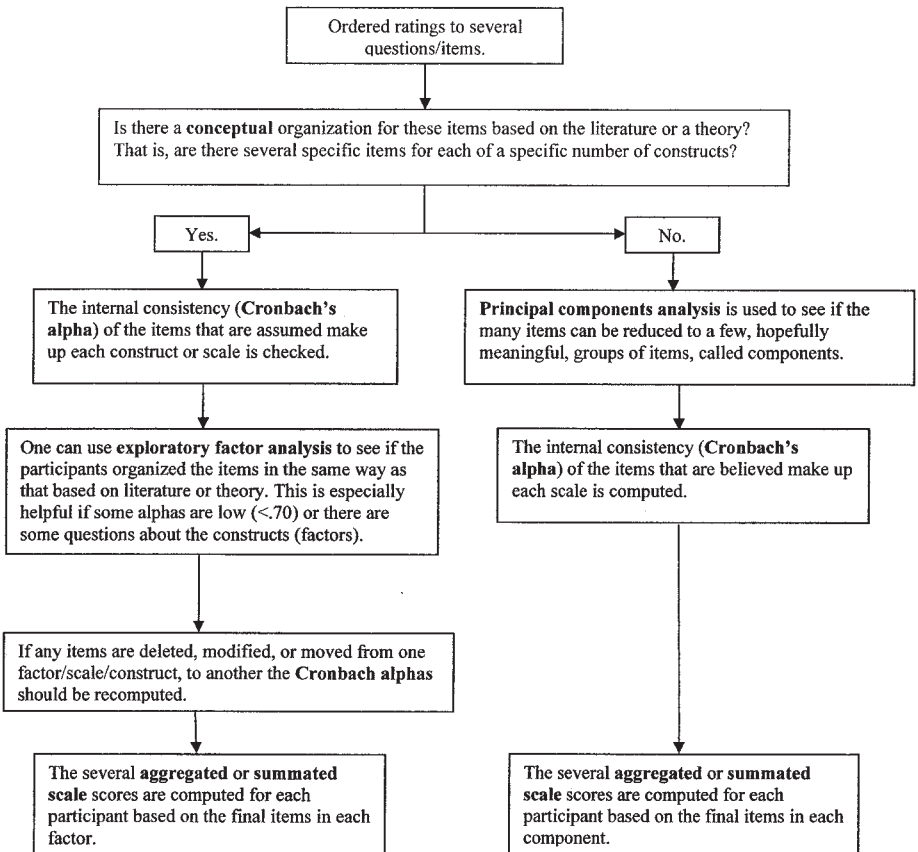 Ordered ratings to several
questions/items.
Is there a conceptual organization for these items based on the literature or a theory?
That is, are there several specific items for each of a specific number of constructs?
Yes.
No.
The internal consistency (Cronbach's
alpha) of the items that are assumed make
up each construct or scale is checked.
Principal components analysis is used to see if the
many items can be reduced to a few, hopefully
meaningful, groups of items, called components.
One can use exploratory factor analysis to see if the
participants organized the items in the same way as
that based on literature or theory. This is especially
helpful if some alphas are low (<.70) or there are
some questions about the constructs (factors).
The internal consistency (Cronbach's
alpha) of the items that are believed make up
each scale is computed.
If any items are deleted, modified, or moved from one
factor/scale/construct, to another the Cronbach alphas
should be recomputed.
The several aggregated or summated
scale scores are computed for each
participant based on the final items in each
factor.
The several aggregated or summated
scale scores are computed for each
participant based on the final items in each
component.